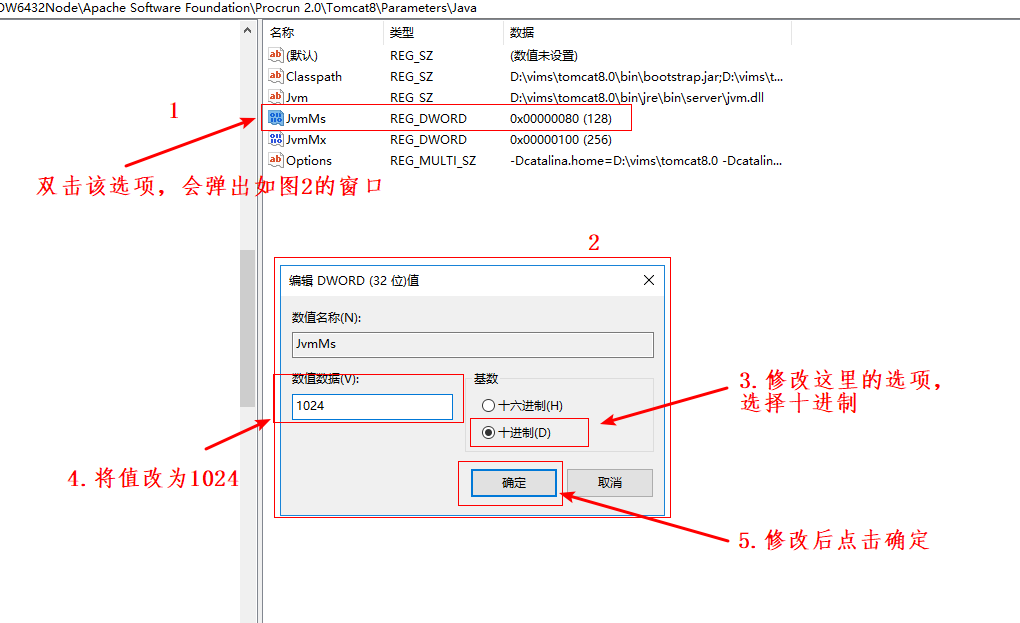 OW6432Node\Apache Software Foundation\Procrun 2.0\Tomcat8\Parameters\Java
名称 类型 数据
(默认) REG_SZ (数值未设置)
Classpath REG_SZ D:\vims\tomcat8.0\bin\bootstrap.jar;D:\vims\t...
Jvm REG_SZ D:\vims\tomcat8.0\bin\jre\bin\server\jvm.dll
JvmMs REG_DWORD 0x00000080 (128)
JvmMx REG_DWORD 0x00000100 (256)
Options REG_MULTI_SZ -Dcatalina.home=D:\vims\tomcat8.0 -Dcatalin...
1
双击该选项，会弹出如图2的窗口
2
编辑 DWORD (32 位)值
数值名称(N):
JvmMs
数值数据(V):
1024
基数
十六进制(H)
十进制(D)
确定 取消
3.修改这里的选项，
选择十进制
4.将值改为1024
5.修改后点击确定